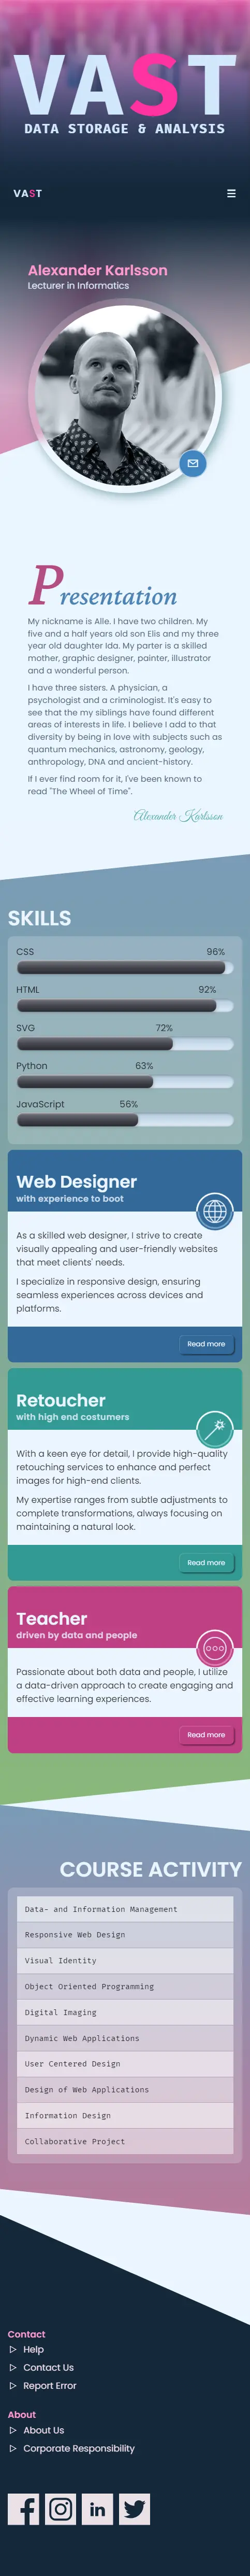 VAST
DATA STORAGE & ANALYSIS
VAST
Alexander Karlsson
Lecturer in Informatics
Presentation
My nickname is Alle. I have two children. My
five and a half years old son Elis and my three
year old daughter Ida. My parter is a skilled
mother, graphic designer, painter, illustrator
and a wonderful person.
I have three sisters. A physician, a
psychologist and a criminologist. It's easy to
see that the my siblings have found different
areas of interest in life. I believe I add to that
diversity by being in love with subjects such as
quantum mechanics, astronomy, geology,
anthropology, DNA and ancient-history.
If I ever find room for it, I've been known to
read "The Wheel of Time".
Alexander Karlsson
SKILLS
CSS 96%
HTML 92%
SVG 72%
Python 63%
JavaScript 56%
Web Designer
with experience to boot
As a skilled web designer, I strive to create
visually appealing and user-friendly websites
that meet clients' needs.
I specialize in responsive design, ensuring
seamless experiences across devices and
platforms.
Read more
Retoucher
with high end costumers
With a keen eye for detail, I provide high-quality
retouching services to enhance and perfect
images for high-end clients.
My expertise ranges from subtle adjustments to
complete transformations, always focusing on
maintaining a natural look.
Read more
Teacher
driven by data and people
Passionate about both data and people, I utilize
a data-driven approach to create engaging and
effective learning experiences.
Read more
COURSE ACTIVITY
Data- and Information Management
Responsive Web Design
Visual Identity
Object Oriented Programming
Digital Imaging
Dynamic Web Applications
User Centered Design
Design of Web Applications
Information Design
Collaborative Project
Contact
Help
Contact Us
Report Error
About
About Us
Corporate Responsibility